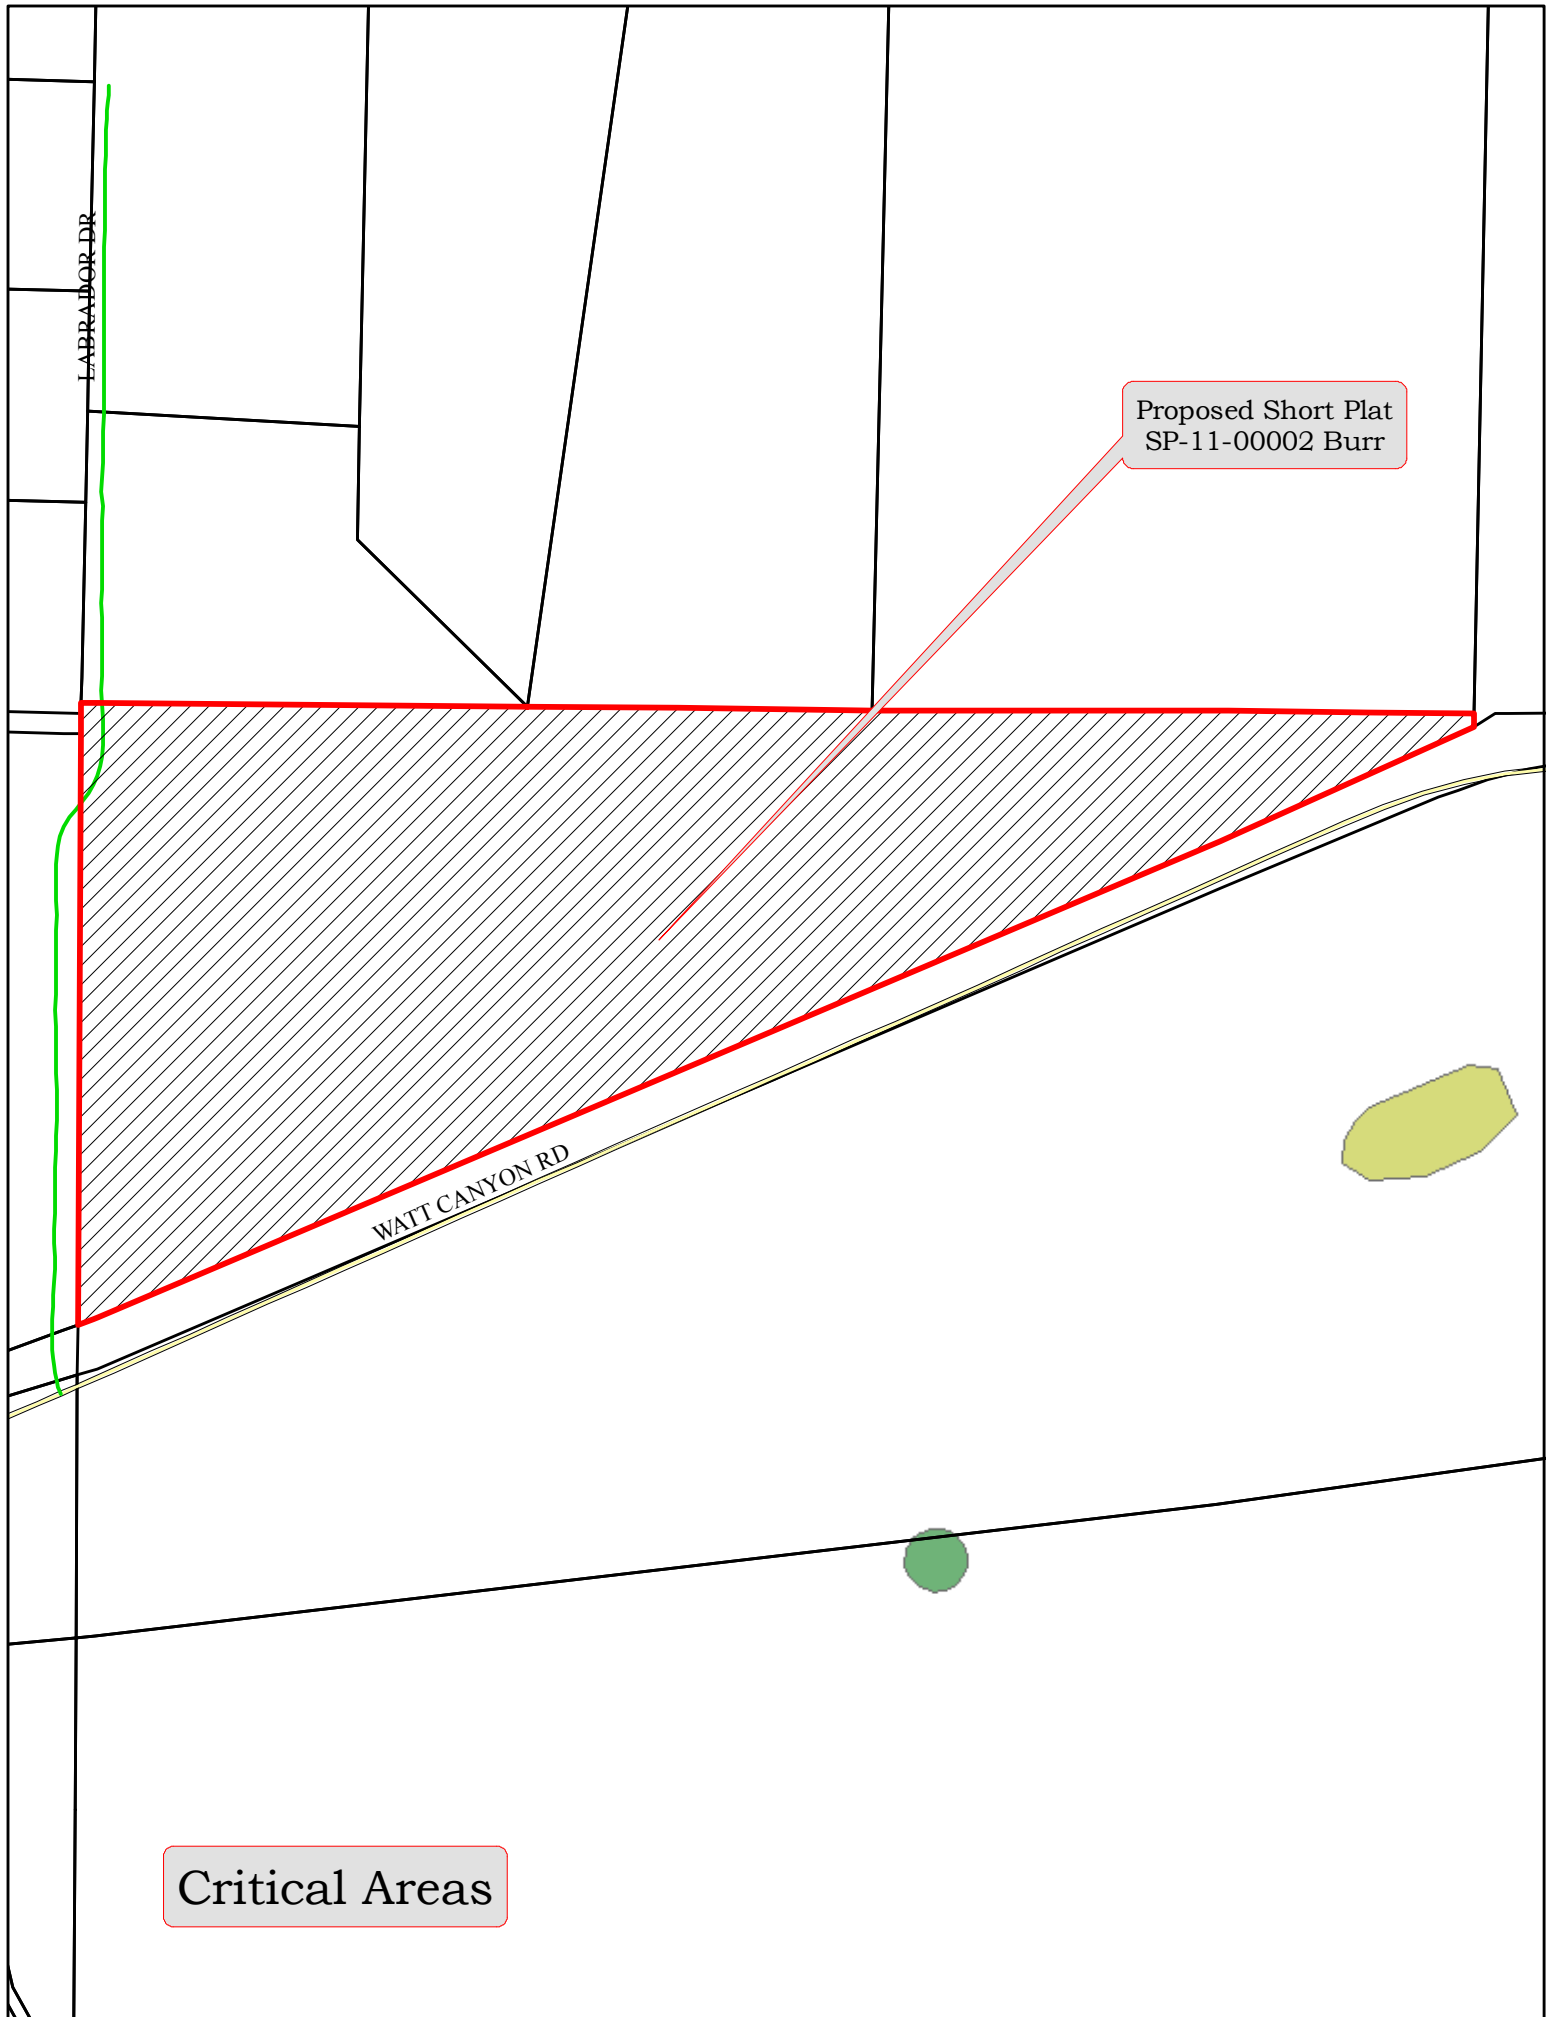 LABRADOR DR
Proposed Short Plat
SP-11-00002 Burr
WATT CANYON RD
Critical Areas